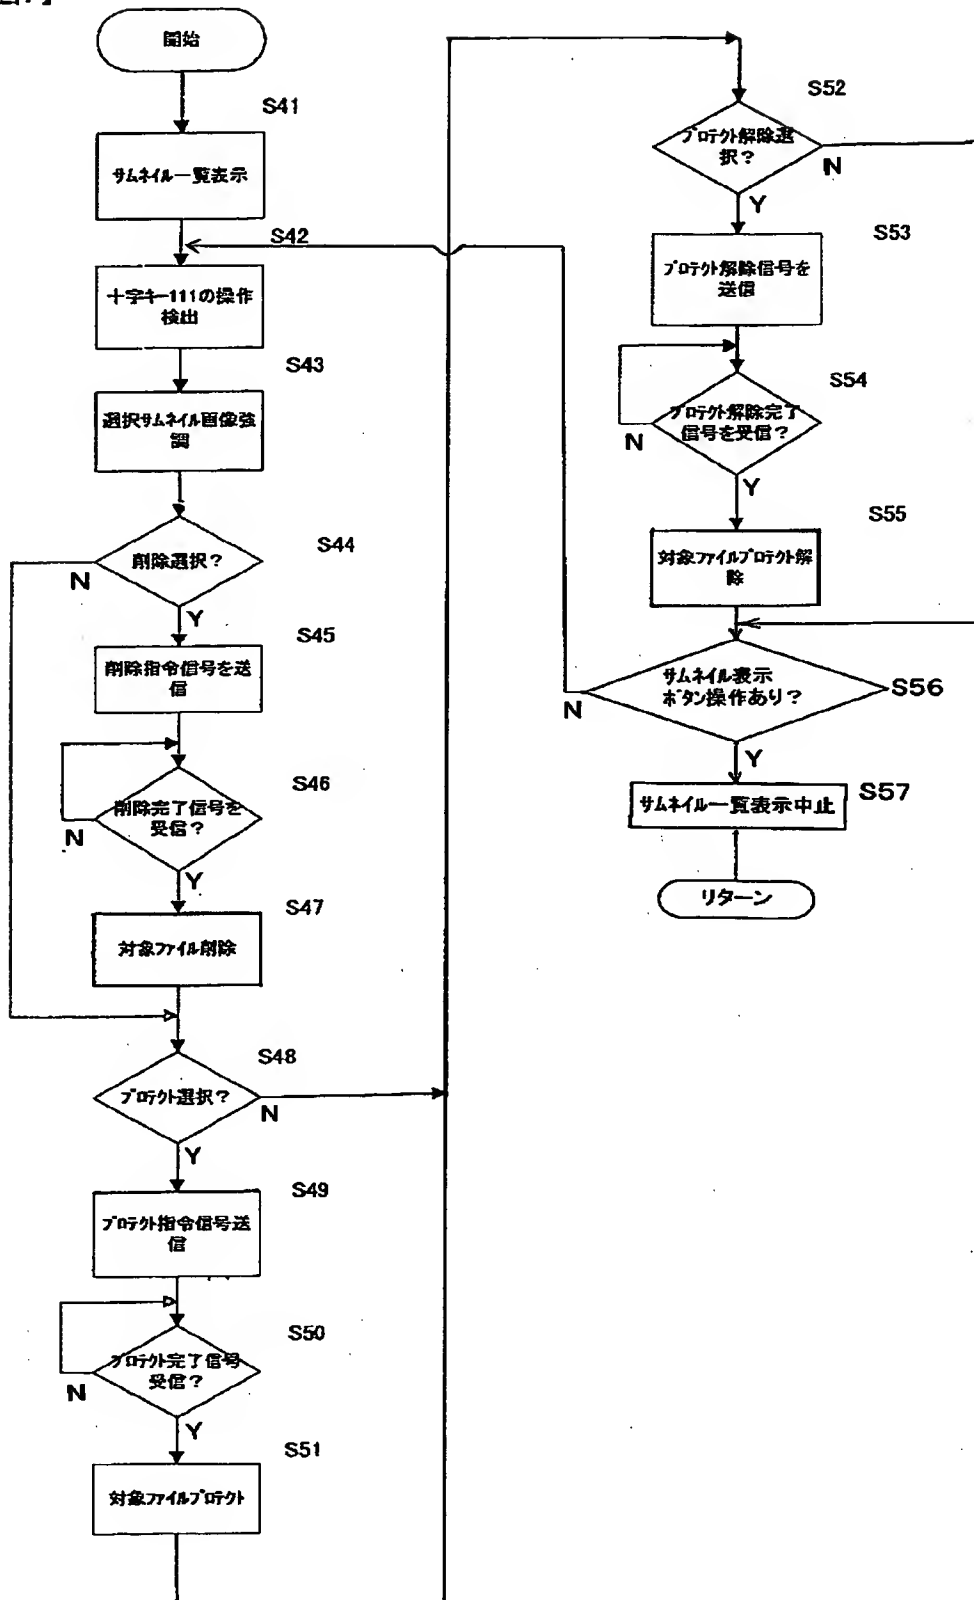 開始
S41
サムネイル一覧表示
S42
十字キー111の操作
検出
S43
選択サムネイル画像強
調
S44
削除選択？
N
Y
S45
削除指令信号を送
信
S46
削除完了信号を
受信？
N
Y
S47
対象ファイル削除
S48
プロテクト選択？
N
Y
S49
プロテクト指令信号送
信
S50
プロテクト完了信号
受信？
N
Y
S51
対象ファイルプロテクト
S52
プロテクト解除選
択？
N
Y
S53
プロテクト解除信号を
送信
S54
プロテクト解除完了
信号を受信？
N
Y
S55
対象ファイルプロテクト解
除
サムネイル表示
ボタン操作あり？
S56
N
Y
サムネイル一覧表示中止
S57
リターン